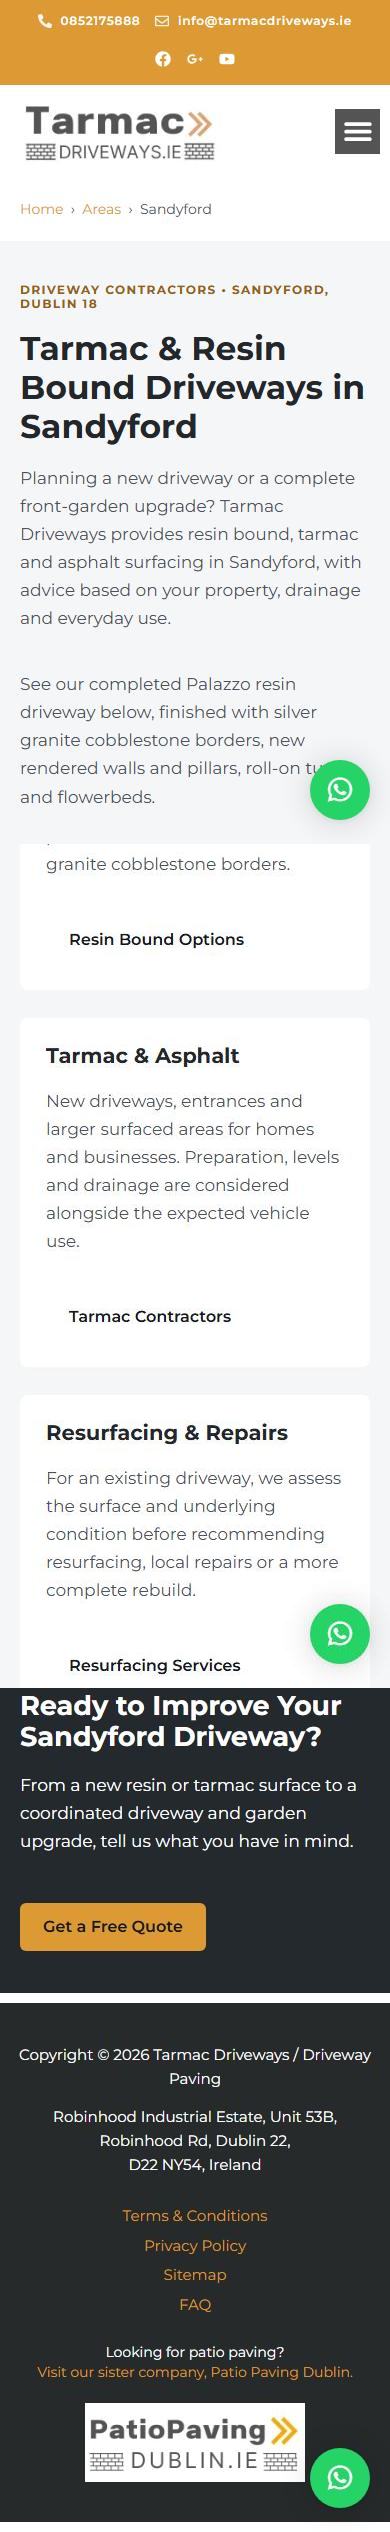 0852175888 info@tarmacdriveways.ie
Tarmac
DRIVEWAYS.IE
Home › Areas › Sandyford
DRIVEWAY CONTRACTORS • SANDYFORD,
DUBLIN 18
Tarmac & Resin
Bound Driveways in
Sandyford
Planning a new driveway or a complete
front-garden upgrade? Tarmac
Driveways provides resin bound, tarmac
and asphalt surfacing in Sandyford, with
advice based on your property, drainage
and everyday use.
See our completed Palazzo resin
driveway below, finished with silver
granite cobblestone borders, new
rendered walls and pillars, roll-on
and flowerbeds.
granite cobblestone borders.
Resin Bound Options
Tarmac & Asphalt
New driveways, entrances and
larger surfaced areas for homes
and businesses. Preparation, levels
and drainage are considered
alongside the expected vehicle
use.
Tarmac Contractors
Resurfacing & Repairs
For an existing driveway, we assess
the surface and underlying
condition before recommending
resurfacing, local repairs or a more
complete rebuild.
Resurfacing Services
Ready to Improve Your
Sandyford Driveway?
From a new resin or tarmac surface to a
coordinated driveway and garden
upgrade, tell us what you have in mind.
Get a Free Quote
Copyright © 2026 Tarmac Driveways / Driveway
Paving
Robinhood Industrial Estate, Unit 53B,
Robinhood Rd, Dublin 22,
D22 NY54, Ireland
Terms & Conditions
Privacy Policy
Sitemap
FAQ
Looking for patio paving?
Visit our sister company, Patio Paving Dublin.
PatioPaving
DUBLIN.IE